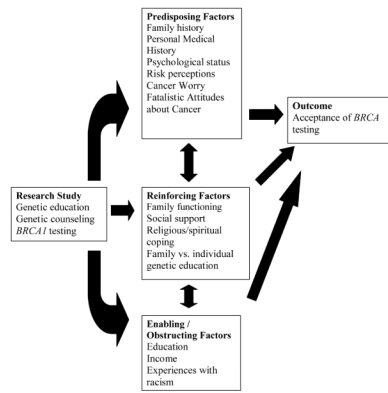 Predisposing Factors
Family history
Personal Medical
History
Psychological status
Risk perceptions
Cancer Worry
Fatalistic Attitudes
about Cancer
Outcome
Acceptance of BRCA
testing
Research Study
Genetic education
Genetic counseling
BRCA1 testing
Reinforcing Factors
Family functioning
Social support
Religious/spiritual
coping
Family vs. individual
genetic education
Enabling /
Obstructing Factors
Education
Income
Experiences with
racism